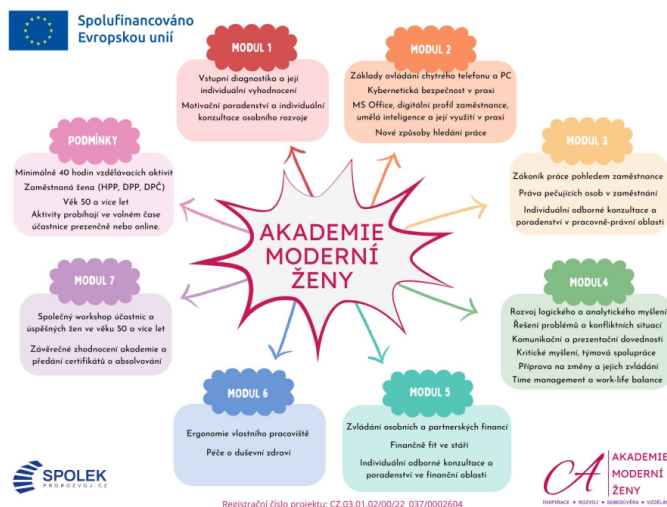 Spolufinancováno
Evropskou unií
MODUL 1
Vstupní diagnostika a její
individuální vyhodnocení
Motivační poradenství a individuální
konzultace osobního rozvoje
MODUL 2
Základy ovládání chytrého telefonu a PC
Kybernetická bezpečnost v praxi
MS Office, digitální profil zaměstnance,
umělá inteligence a její využití v praxi
Nové způsoby hledání práce
PODMÍNKY
Minimálně 40 hodin vzdělávacích aktivit
Zaměstnaná žena (HPP, DPP, DPČ)
Věk 50 a více let
Aktivity probíhají ve volném čase
účastnice prezenčně nebo online.
MODUL 3
Zákoník práce pohledem zaměstnance
Práva pečujících osob v zaměstnání
Individuální odborné konzultace a
poradenství v pracovně-právní oblasti
AKADEMIE
MODERNÍ
ŽENY
MODUL 7
Společný workshop účastnic a
úspěšných žen ve věku 50 a více let
Závěrečné zhodnocení akademie a
předání certifikátů a absolvování
MODUL4
Rozvoj logického a analytického myšlení
Řešení problémů a konfliktních situací
Komunikační a prezentační dovednosti
Kritické myšlení, týmová spolupráce
Příprava na změny a jejich zvládání
Time management a work-life balance
MODUL 6
Ergonomie vlastního pracoviště
Péče o duševní zdraví
MODUL 5
Zvládání osobních a partnerských financí
Finančně fit ve stáří
Individuální odborné konzultace a
poradenství ve finanční oblasti
SPOLEK
PROROZVOJ.CZ
CA
AKADEMIE
MODERNÍ
ŽENY
INSPIRACE • ROZVOJ • SEBEDŮVĚRA • VZDĚLÁ
Registrační číslo projektu: CZ.03.01.02/00/22_037/0002604